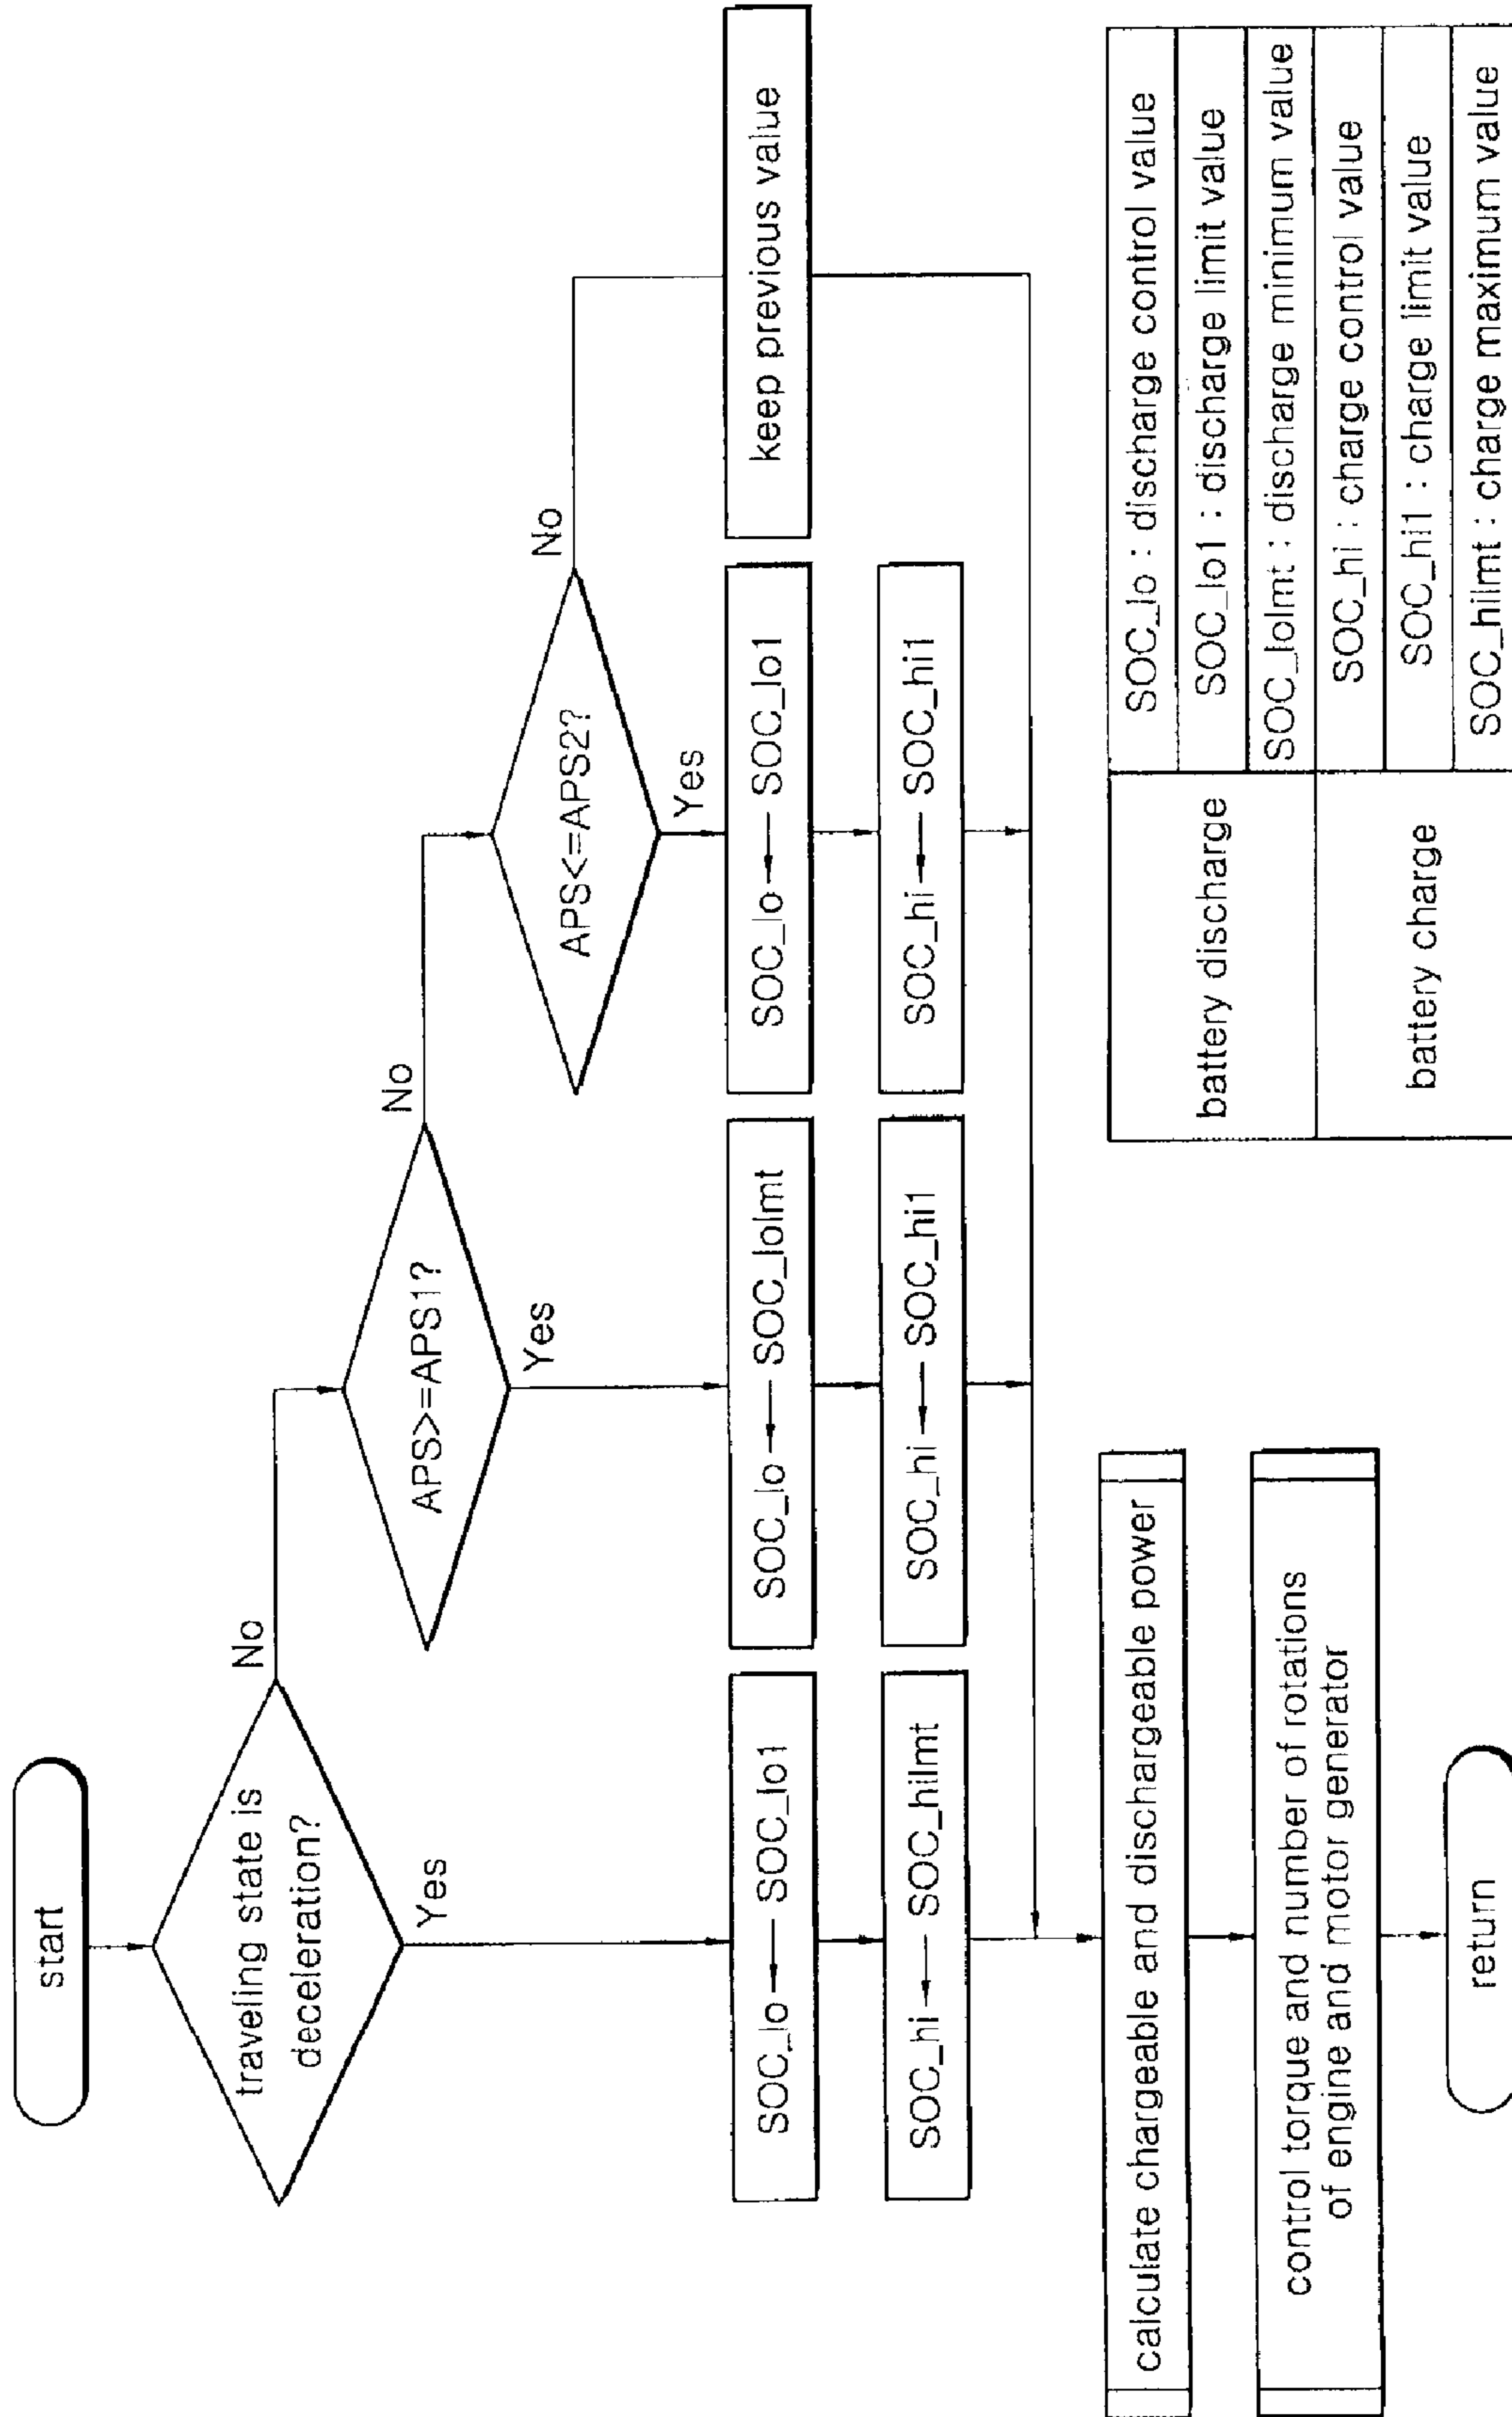 start
traveling state is
deceleration?
No
Yes
APS>=APS1?
No
Yes
APS<=APS2?
No
Yes
SOC_lo → SOC_lo1
SOC_lo → SOC_lolmt
SOC_lo → SOC_lo1
keep previous value
SOC_hi → SOC_hilmt
SOC_hi → SOC_hi1
SOC_hi → SOC_hi1
calculate chargeable and dischargeable power
control torque and number of rotations
of engine and motor generator
return
battery discharge
SOC_lo : discharge control value
SOC_lo1 : discharge limit value
SOC_lolmt : discharge minimum value
battery charge
SOC_hi : charge control value
SOC_hi1 : charge limit value
SOC_hilmt : charge maximum value